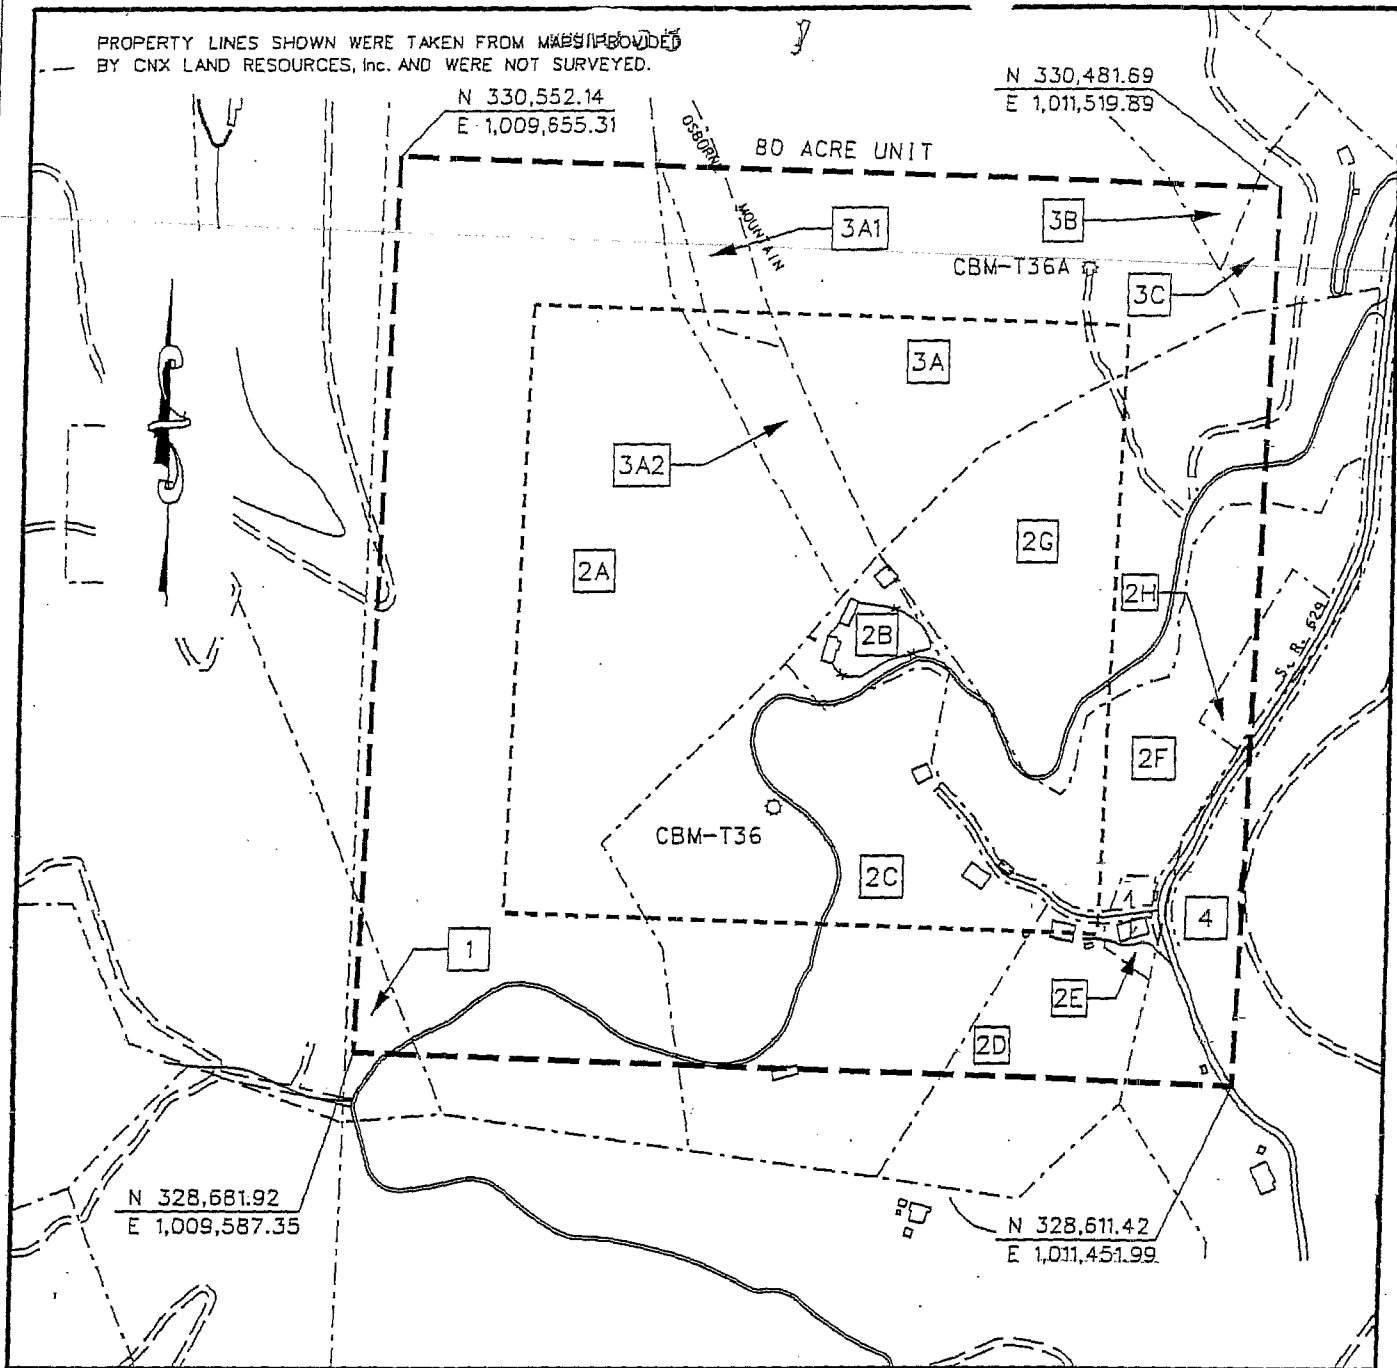 PROPERTY LINES SHOWN WERE TAKEN FROM MAPS PROVIDED
BY CNX LAND RESOURCES, Inc. AND WERE NOT SURVEYED.
N 330,552.14
E 1,009,655.31
N 330,481.69
E 1,011,519.89
80 ACRE UNIT
OSBORN
MOUNTAIN
3A1
3B
CBM-T36A
3C
3A
3A2
2G
2A
2H
2B
S. R. 629
2F
CBM-T36
2C
1
4
1
2E
2D
N 328,681.92
E 1,009,587.35
N 328,611.42
E 1,011,451.99